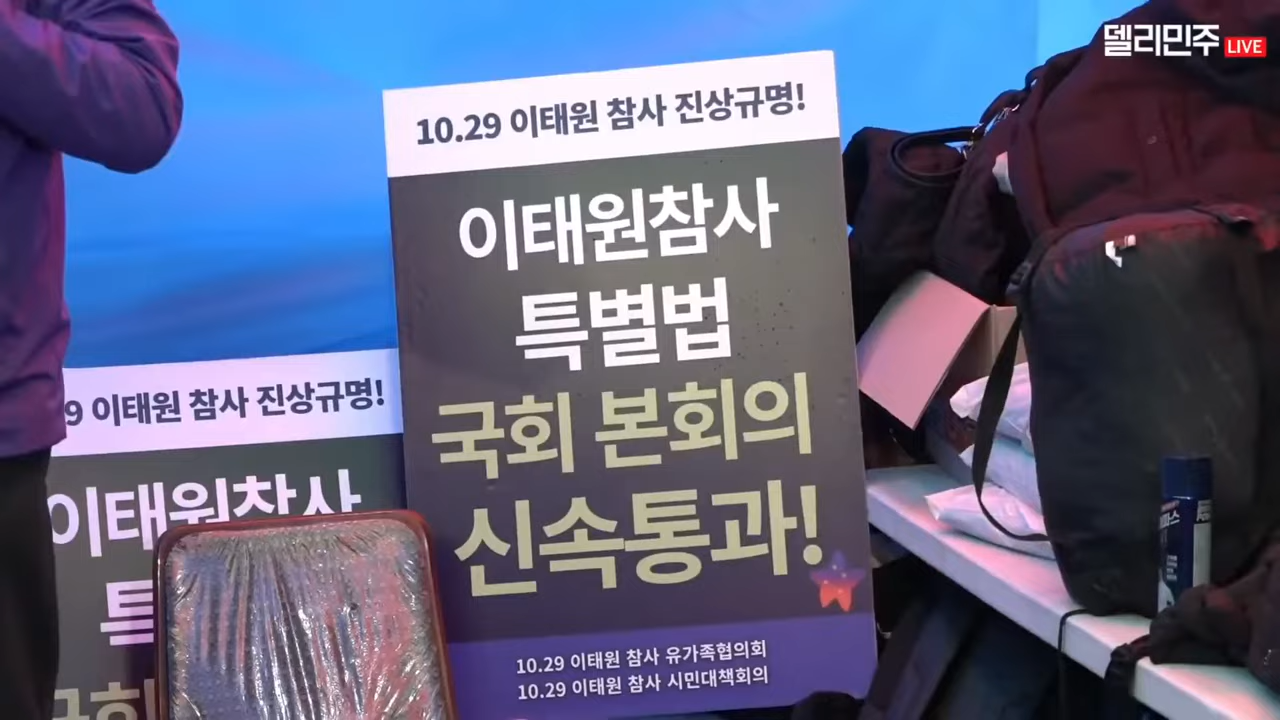 델리민주 LIVE
10.29 이태원 참사 진상규명!
이태원참사
특별법
국회 본회의
신속통과!
10.29 이태원 참사 유가족협의회
10.29 이태원 참사 시민대책회의
9 이태원 참사 진상규명!
이태원참사
특
국회